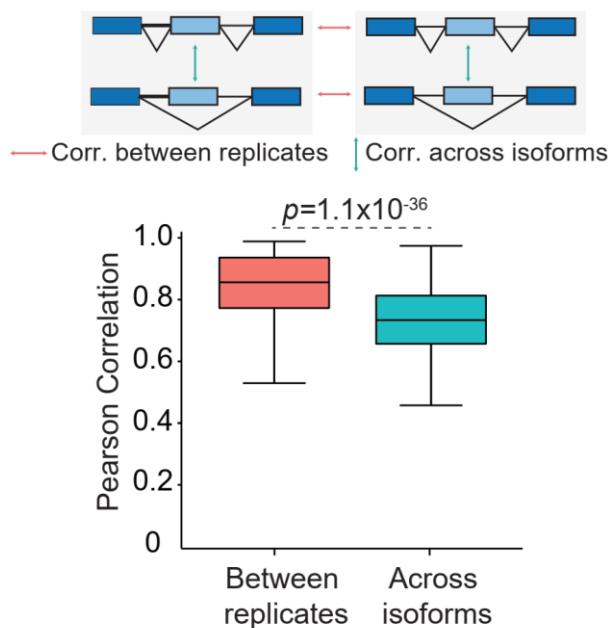 Corr. between replicates
Corr. across isoforms
p=1.1x10-36
Pearson Correlation
1.0
0.8
0.6
0.4
0.2
0
Between
replicates
Across
isoforms